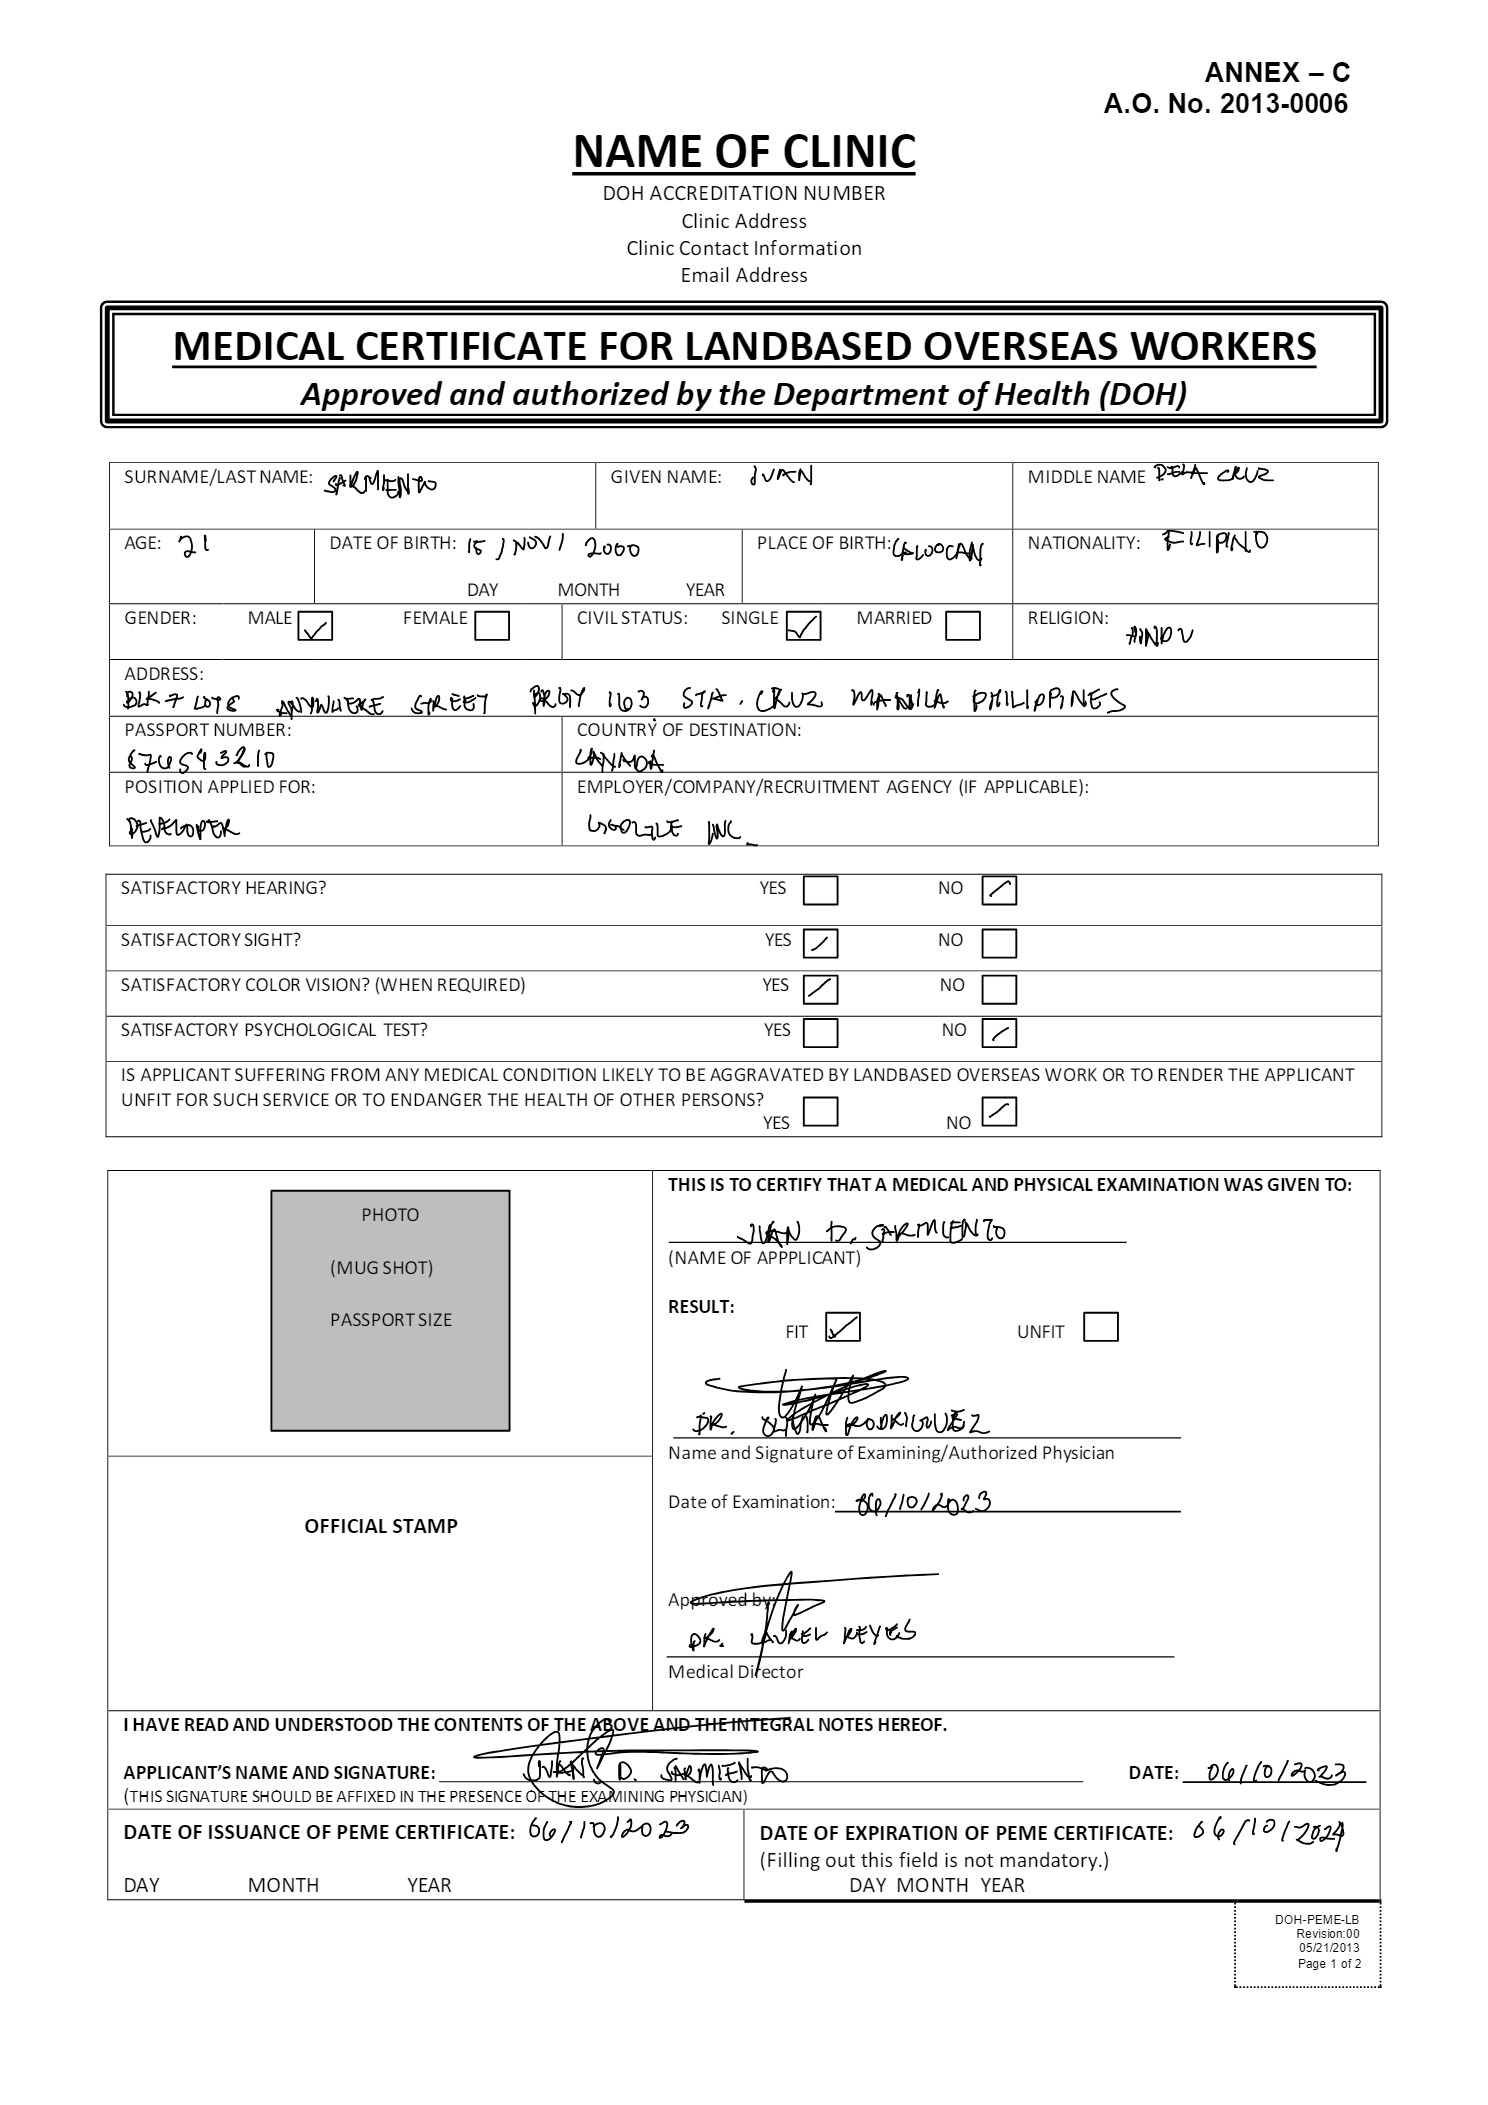 ANNEX – C
A.O. No. 2013-0006
NAME OF CLINIC
DOH ACCREDITATION NUMBER
Clinic Address
Clinic Contact Information
Email Address
MEDICAL CERTIFICATE FOR LANDBASED OVERSEAS WORKERS
Approved and authorized by the Department of Health (DOH)
SURNAME/LAST NAME: SARMIENTO GIVEN NAME: JUAN MIDDLE NAME DELA CRUZ
AGE: 21 DATE OF BIRTH: 15 / NOV / 2000 PLACE OF BIRTH: CALOOCAN NATIONALITY: FILIPINO
DAY MONTH YEAR
GENDER: MALE FEMALE CIVIL STATUS: SINGLE MARRIED RELIGION:
HINDU
ADDRESS:
BLK 7 LOT 8 ANYWHERE STREET BRGY 163 STA. CRUZ MANILA PHILIPPINES
PASSPORT NUMBER: COUNTRY OF DESTINATION:
876543210 CANADA
POSITION APPLIED FOR: EMPLOYER/COMPANY/RECRUITMENT AGENCY (IF APPLICABLE):
DEVELOPER INC.
SATISFACTORY HEARING? YES NO
SATISFACTORY SIGHT? YES NO
SATISFACTORY COLOR VISION? (WHEN REQUIRED) YES NO
SATISFACTORY PSYCHOLOGICAL TEST? YES NO
IS APPLICANT SUFFERING FROM ANY MEDICAL CONDITION LIKELY TO BE AGGRAVATED BY LANDBASED OVERSEAS WORK OR TO RENDER THE APPLICANT
UNFIT FOR SUCH SERVICE OR TO ENDANGER THE HEALTH OF OTHER PERSONS?
YES NO
PHOTO
(MUG SHOT)
PASSPORT SIZE
OFFICIAL STAMP
THIS IS TO CERTIFY THAT A MEDICAL AND PHYSICAL EXAMINATION WAS GIVEN TO:
JUAN D. SARMIENTO
(NAME OF APPPLICANT)
RESULT:
FIT UNFIT
DR. OLIVIA RODRIGUEZ
Name and Signature of Examining/Authorized Physician
Date of Examination: 06/10/2023
Approved by:
DR. LAUREL REYES
Medical Director
I HAVE READ AND UNDERSTOOD THE CONTENTS OF THE ABOVE AND THE INTEGRAL NOTES HEREOF.
APPLICANT'S NAME AND SIGNATURE: JUAN D. SARMIENTO DATE: 06/10/2023
(THIS SIGNATURE SHOULD BE AFFIXED IN THE PRESENCE OF THE EXAMINING PHYSICIAN)
DATE OF ISSUANCE OF PEME CERTIFICATE: 06/10/2023
DAY MONTH YEAR
DATE OF EXPIRATION OF PEME CERTIFICATE: 06/10/2024
(Filling out this field is not mandatory.)
DAY MONTH YEAR
DOH-PEME-LB
Revision:00
05/21/2013
Page 1 of 2